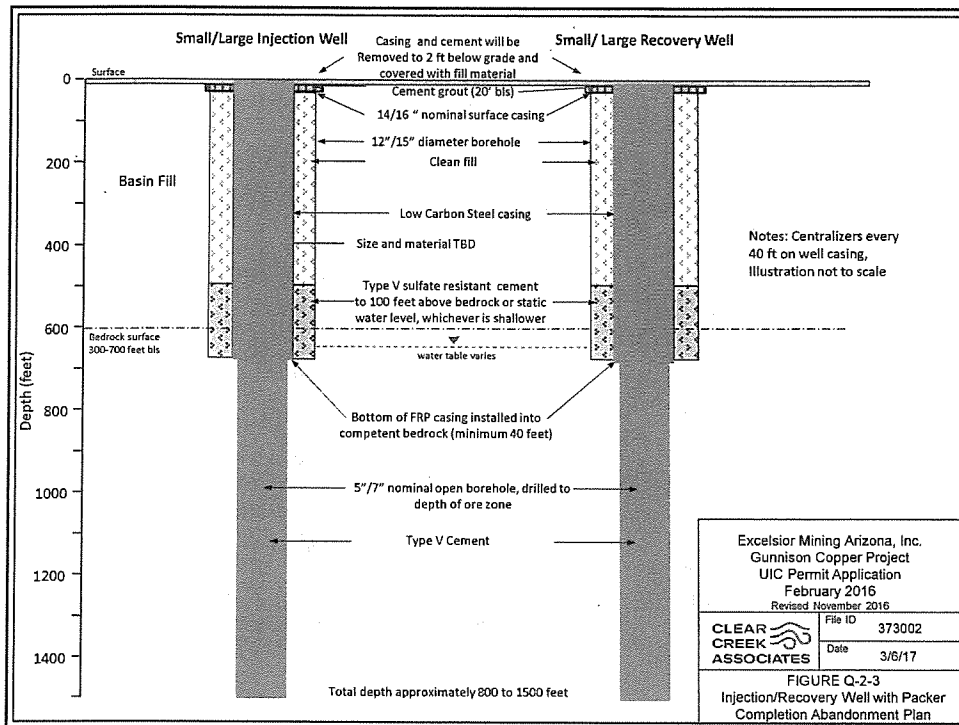 Small/Large Injection Well
Casing and cement will be
Removed to 2 ft below grade and
covered with fill material
Small/ Large Recovery Well
Surface
Cement grout (20' bls)
14/16 " nominal surface casing
12"/15" diameter borehole
Clean fill
Basin Fill
Low Carbon Steel casing
Size and material TBD
Notes: Centralizers every
40 ft on well casing,
Illustration not to scale
Type V sulfate resistant cement
to 100 feet above bedrock or static
water level, whichever is shallower
Bedrock surface
300-700 feet bls
water table varies
Bottom of FRP casing installed into
competent bedrock (minimum 40 feet)
5"/7" nominal open borehole, drilled to
depth of ore zone
Type V Cement
Total depth approximately 800 to 1500 feet
Depth (feet)
0
200
400
600
800
1000
1200
1400
Excelsior Mining Arizona, Inc.
Gunnison Copper Project
UIC Permit Application
February 2016
Revised November 2016
CLEAR
CREEK
ASSOCIATES
File ID 373002
Date 3/6/17
FIGURE Q-2-3
Injection/Recovery Well with Packer
Completion Abandonment Plan